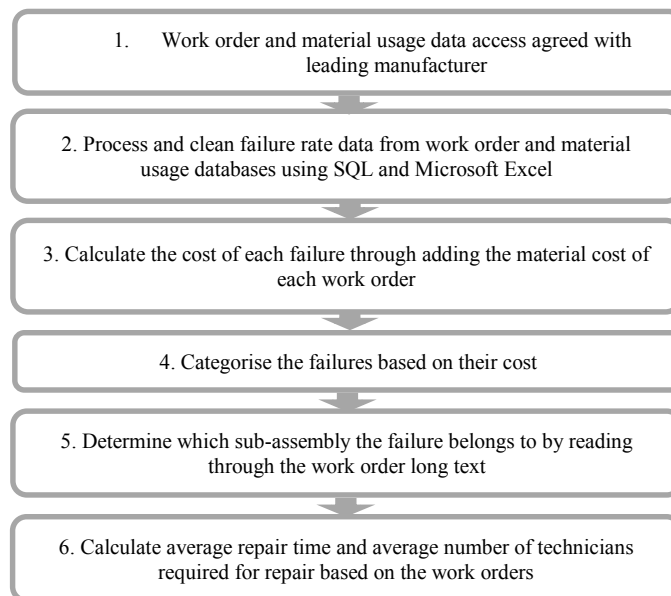 1. Work order and material usage data access agreed with
leading manufacturer
2. Process and clean failure rate data from work order and material
usage databases using SQL and Microsoft Excel
3. Calculate the cost of each failure through adding the material cost of
each work order
4. Categorise the failures based on their cost
5. Determine which sub-assembly the failure belongs to by reading
through the work order long text
6. Calculate average repair time and average number of technicians
required for repair based on the work orders